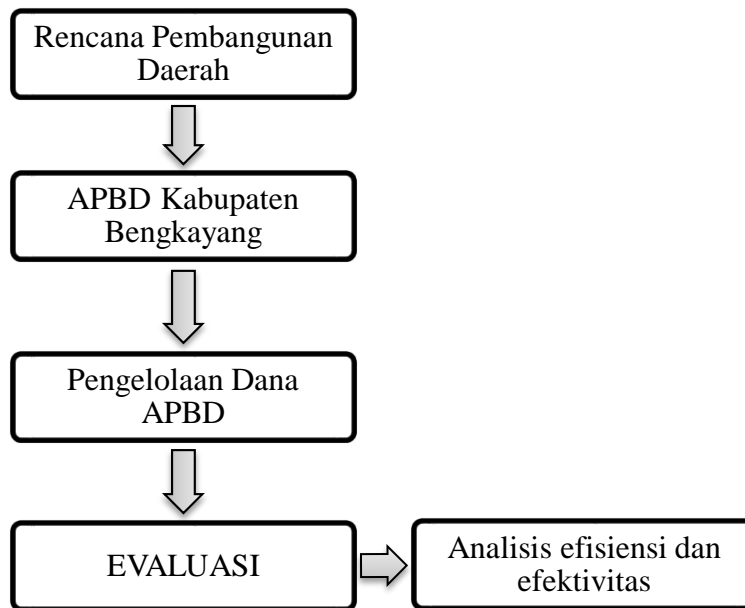 Rencana Pembangunan
Daerah
APBD Kabupaten
Bengkayang
Pengelolaan Dana
APBD
EVALUASI
Analisis efisiensi dan
efektivitas